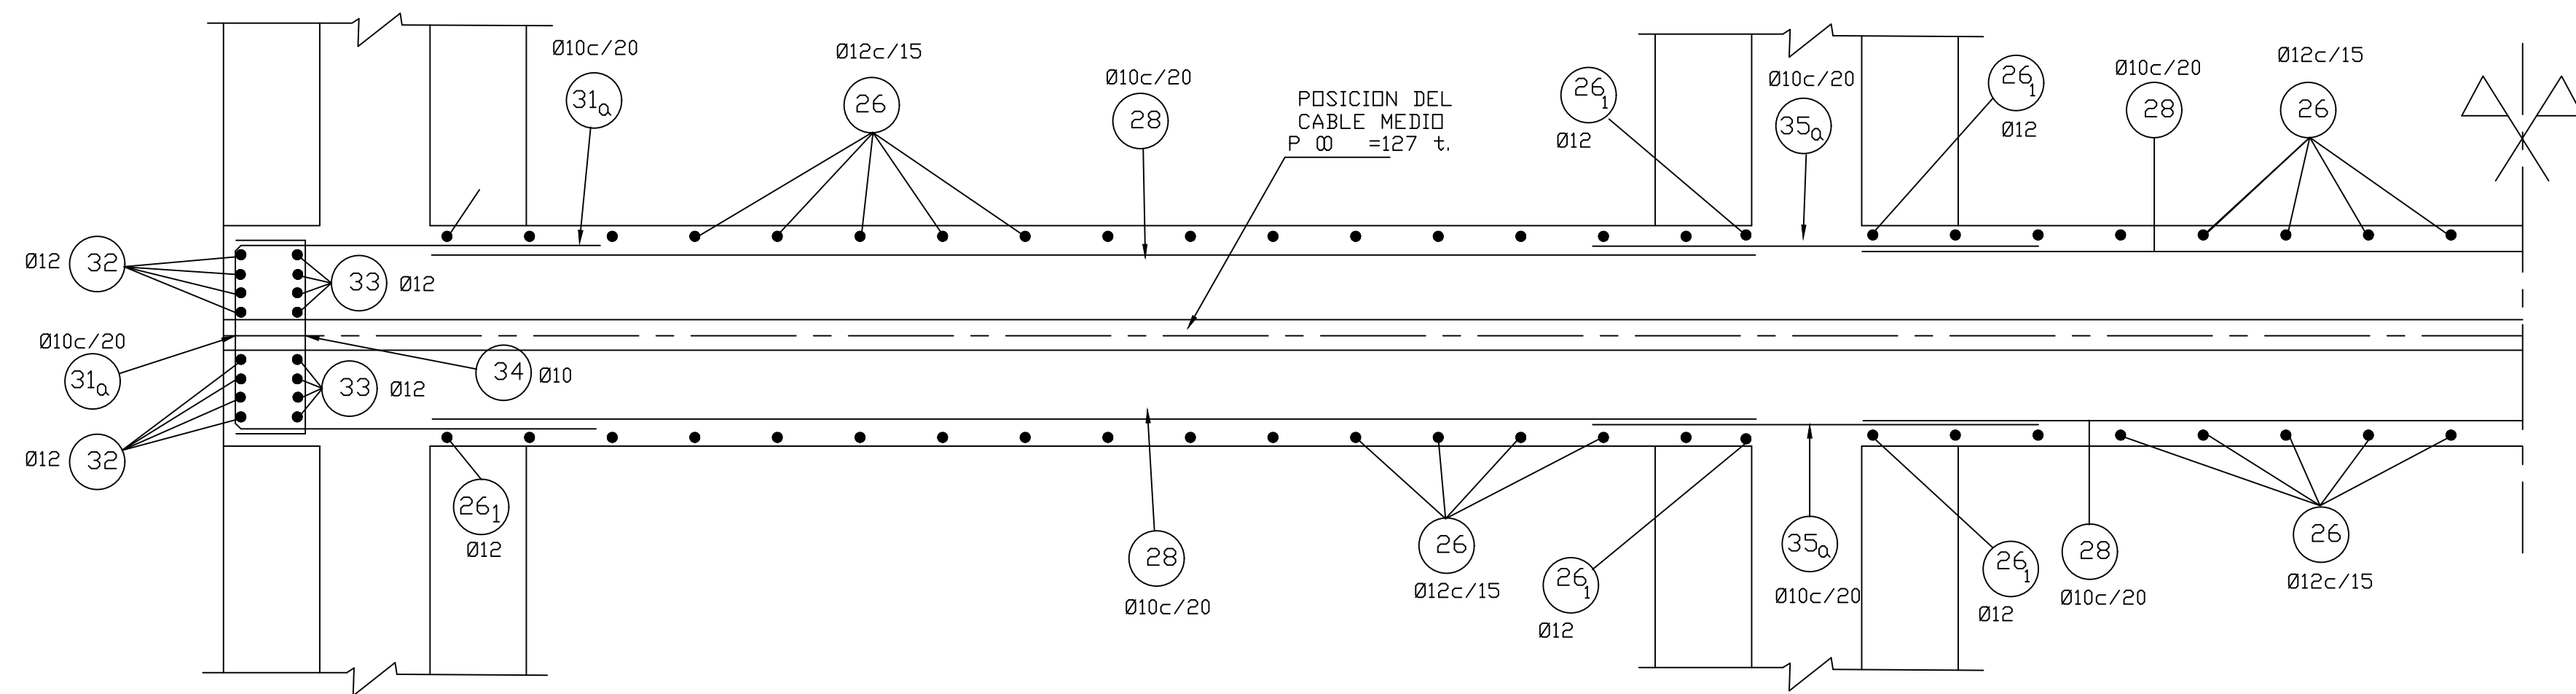 Ø10c/20
31a
Ø12c/15
26
Ø10c/20
28
POSICION DEL
CABLE MEDIO
P ∞ =127 t.
26 1
Ø12
Ø10c/20
35a
26 1
Ø12
Ø10c/20
28
Ø12c/15
26
Ø12 32
33 Ø12
Ø10c/20
31a
34 Ø10
33 Ø12
Ø12 32
26 1
Ø12
28
Ø10c/20
26
Ø12c/15
26 1
Ø12
35a
Ø10c/20
26 1
Ø12
28
Ø10c/20
26
Ø12c/15